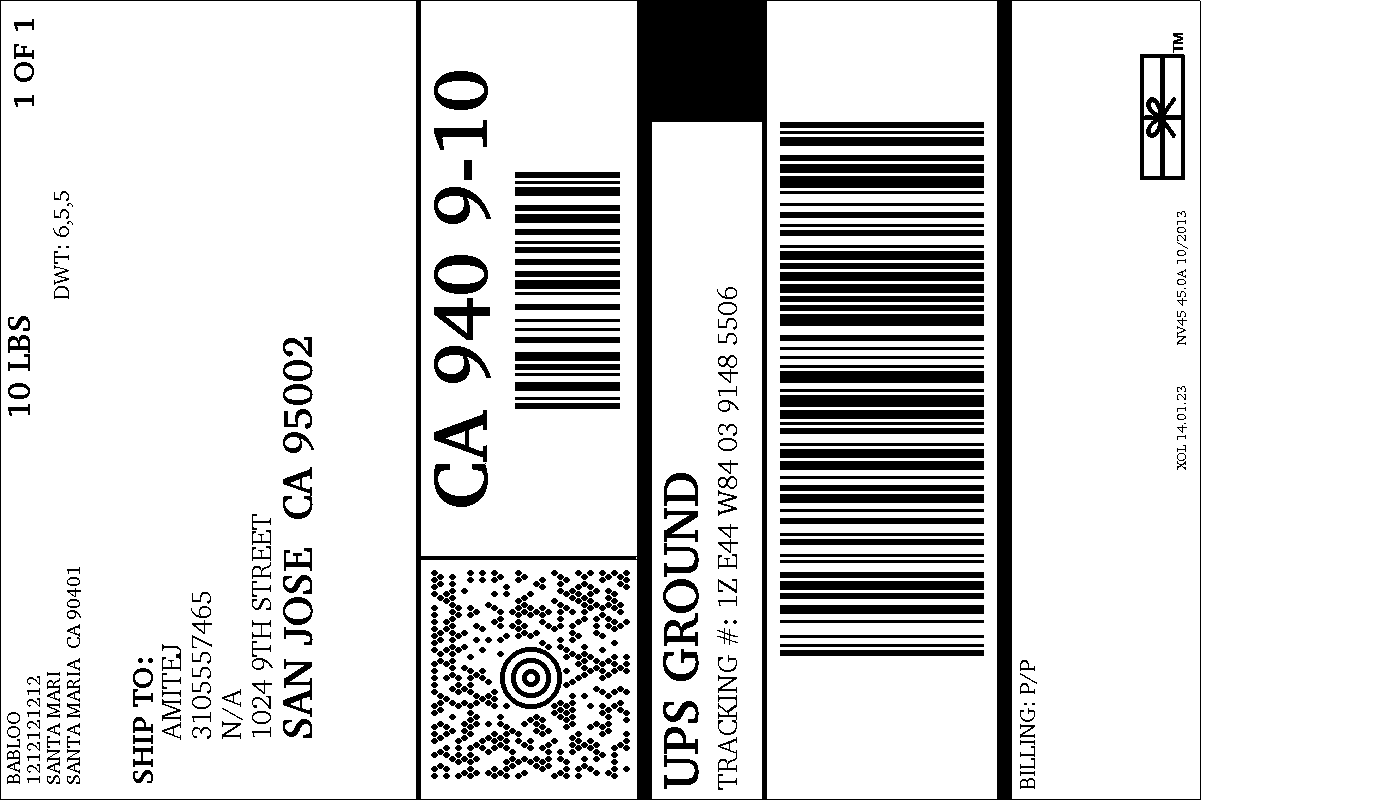 BABLOO
1212121212
SANTA MARI
SANTA MARIA CA 90401
10 LBS
1 OF 1
DWT: 6,5,5
SHIP TO:
AMITEJ
3105557465
N/A
1024 9TH STREET
SAN JOSE CA 95002
CA 940 9-10
UPS GROUND
TRACKING #: 1Z E44 W84 03 9148 5506
BILLING: P/P
XOL 14.01.23 NV45 45.0A 10/2013
TM